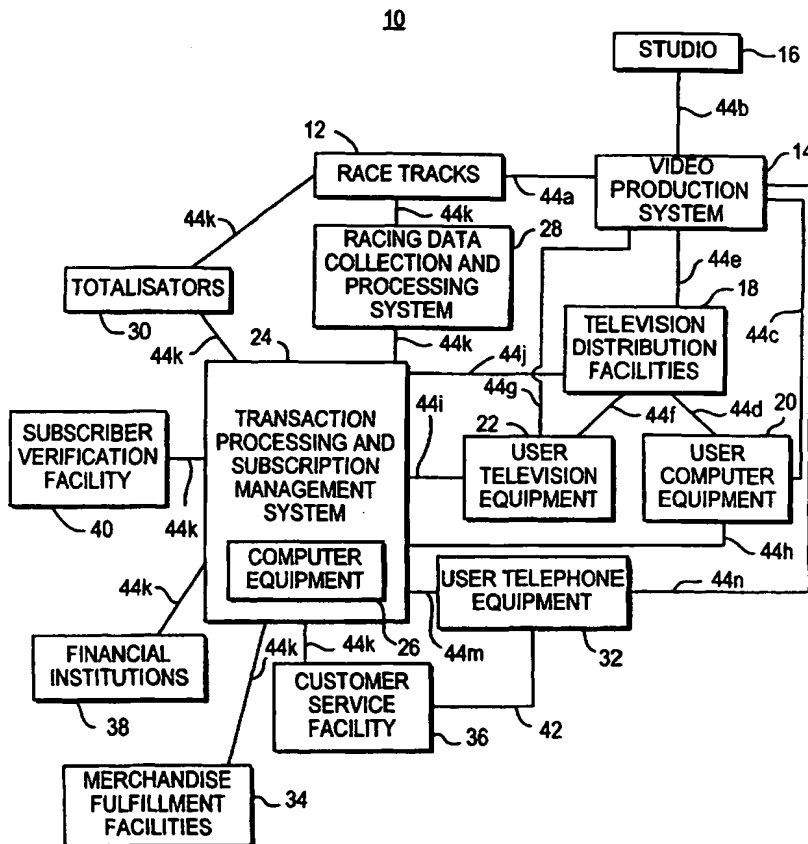 10
STUDIO
16
44b
12
14
RACE TRACKS
44a
VIDEO
PRODUCTION
SYSTEM
44k
44k
28
RACING DATA
COLLECTION AND
PROCESSING
SYSTEM
44e
18
44c
TOTALISATORS
30
44k
24
44k
44j
TELEVISION
DISTRIBUTION
FACILITIES
44g
44f
44d
20
SUBSCRIBER
VERIFICATION
FACILITY
40
44k
TRANSACTION
PROCESSING AND
SUBSCRIPTION
MANAGEMENT
SYSTEM
44i
22
USER
TELEVISION
EQUIPMENT
USER
COMPUTER
EQUIPMENT
44h
COMPUTER
EQUIPMENT
26
44k
FINANCIAL
INSTITUTIONS
38
44k
44k
44m
USER TELEPHONE
EQUIPMENT
32
44n
CUSTOMER
SERVICE
FACILITY
36
42
MERCHANDISE
FULFILLMENT
FACILITIES
34